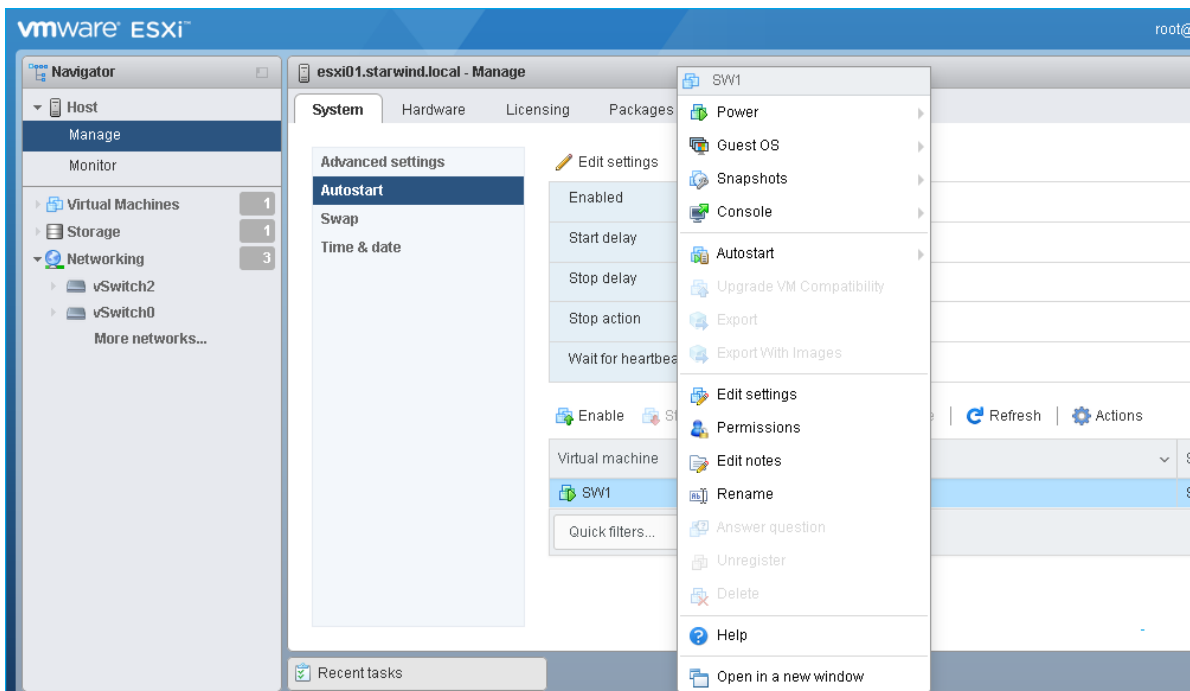 vmware ESXi™
root@
Navigator
Host
Manage
Monitor
Virtual Machines 1
Storage 1
Networking 3
vSwitch2
vSwitch0
More networks...
esxi01.starwind.local - Manage
System Hardware Licensing Packages
Advanced settings
Autostart
Swap
Time & date
Edit settings
Enabled
Start delay
Stop delay
Stop action
Wait for heartbea
Enable
Refresh Actions
Virtual machine
SW1
Quick filters...
SW1
Power
Guest OS
Snapshots
Console
Autostart
Upgrade VM Compatibility
Export
Export With Images
Edit settings
Permissions
Edit notes
Rename
Answer question
Unregister
Delete
Help
Open in a new window
Recent tasks